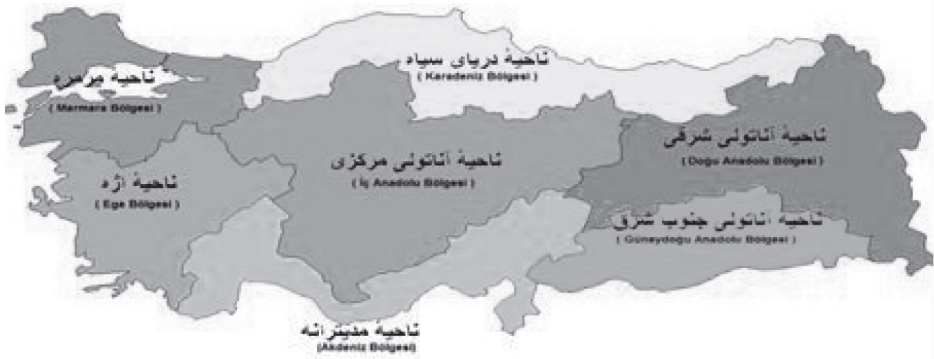 ناحیهٔ دریای سیاه
( Karadeniz Bölgesi )
ناحیهٔ مرمره
( Marmara Bölgesi )
ناحیهٔ آناتولی شرقی
( Doğu Anadolu Bölgesi )
ناحیهٔ آناتولی مرکزی
( İç Anadolu Bölgesi )
ناحیهٔ اژه
( Ege Bölgesi )
ناحیهٔ آناتولی جنوب شرق
( Güneydoğu Anadolu Bölgesi )
ناحیهٔ مدیترانه
(Akdeniz Bölgesi)